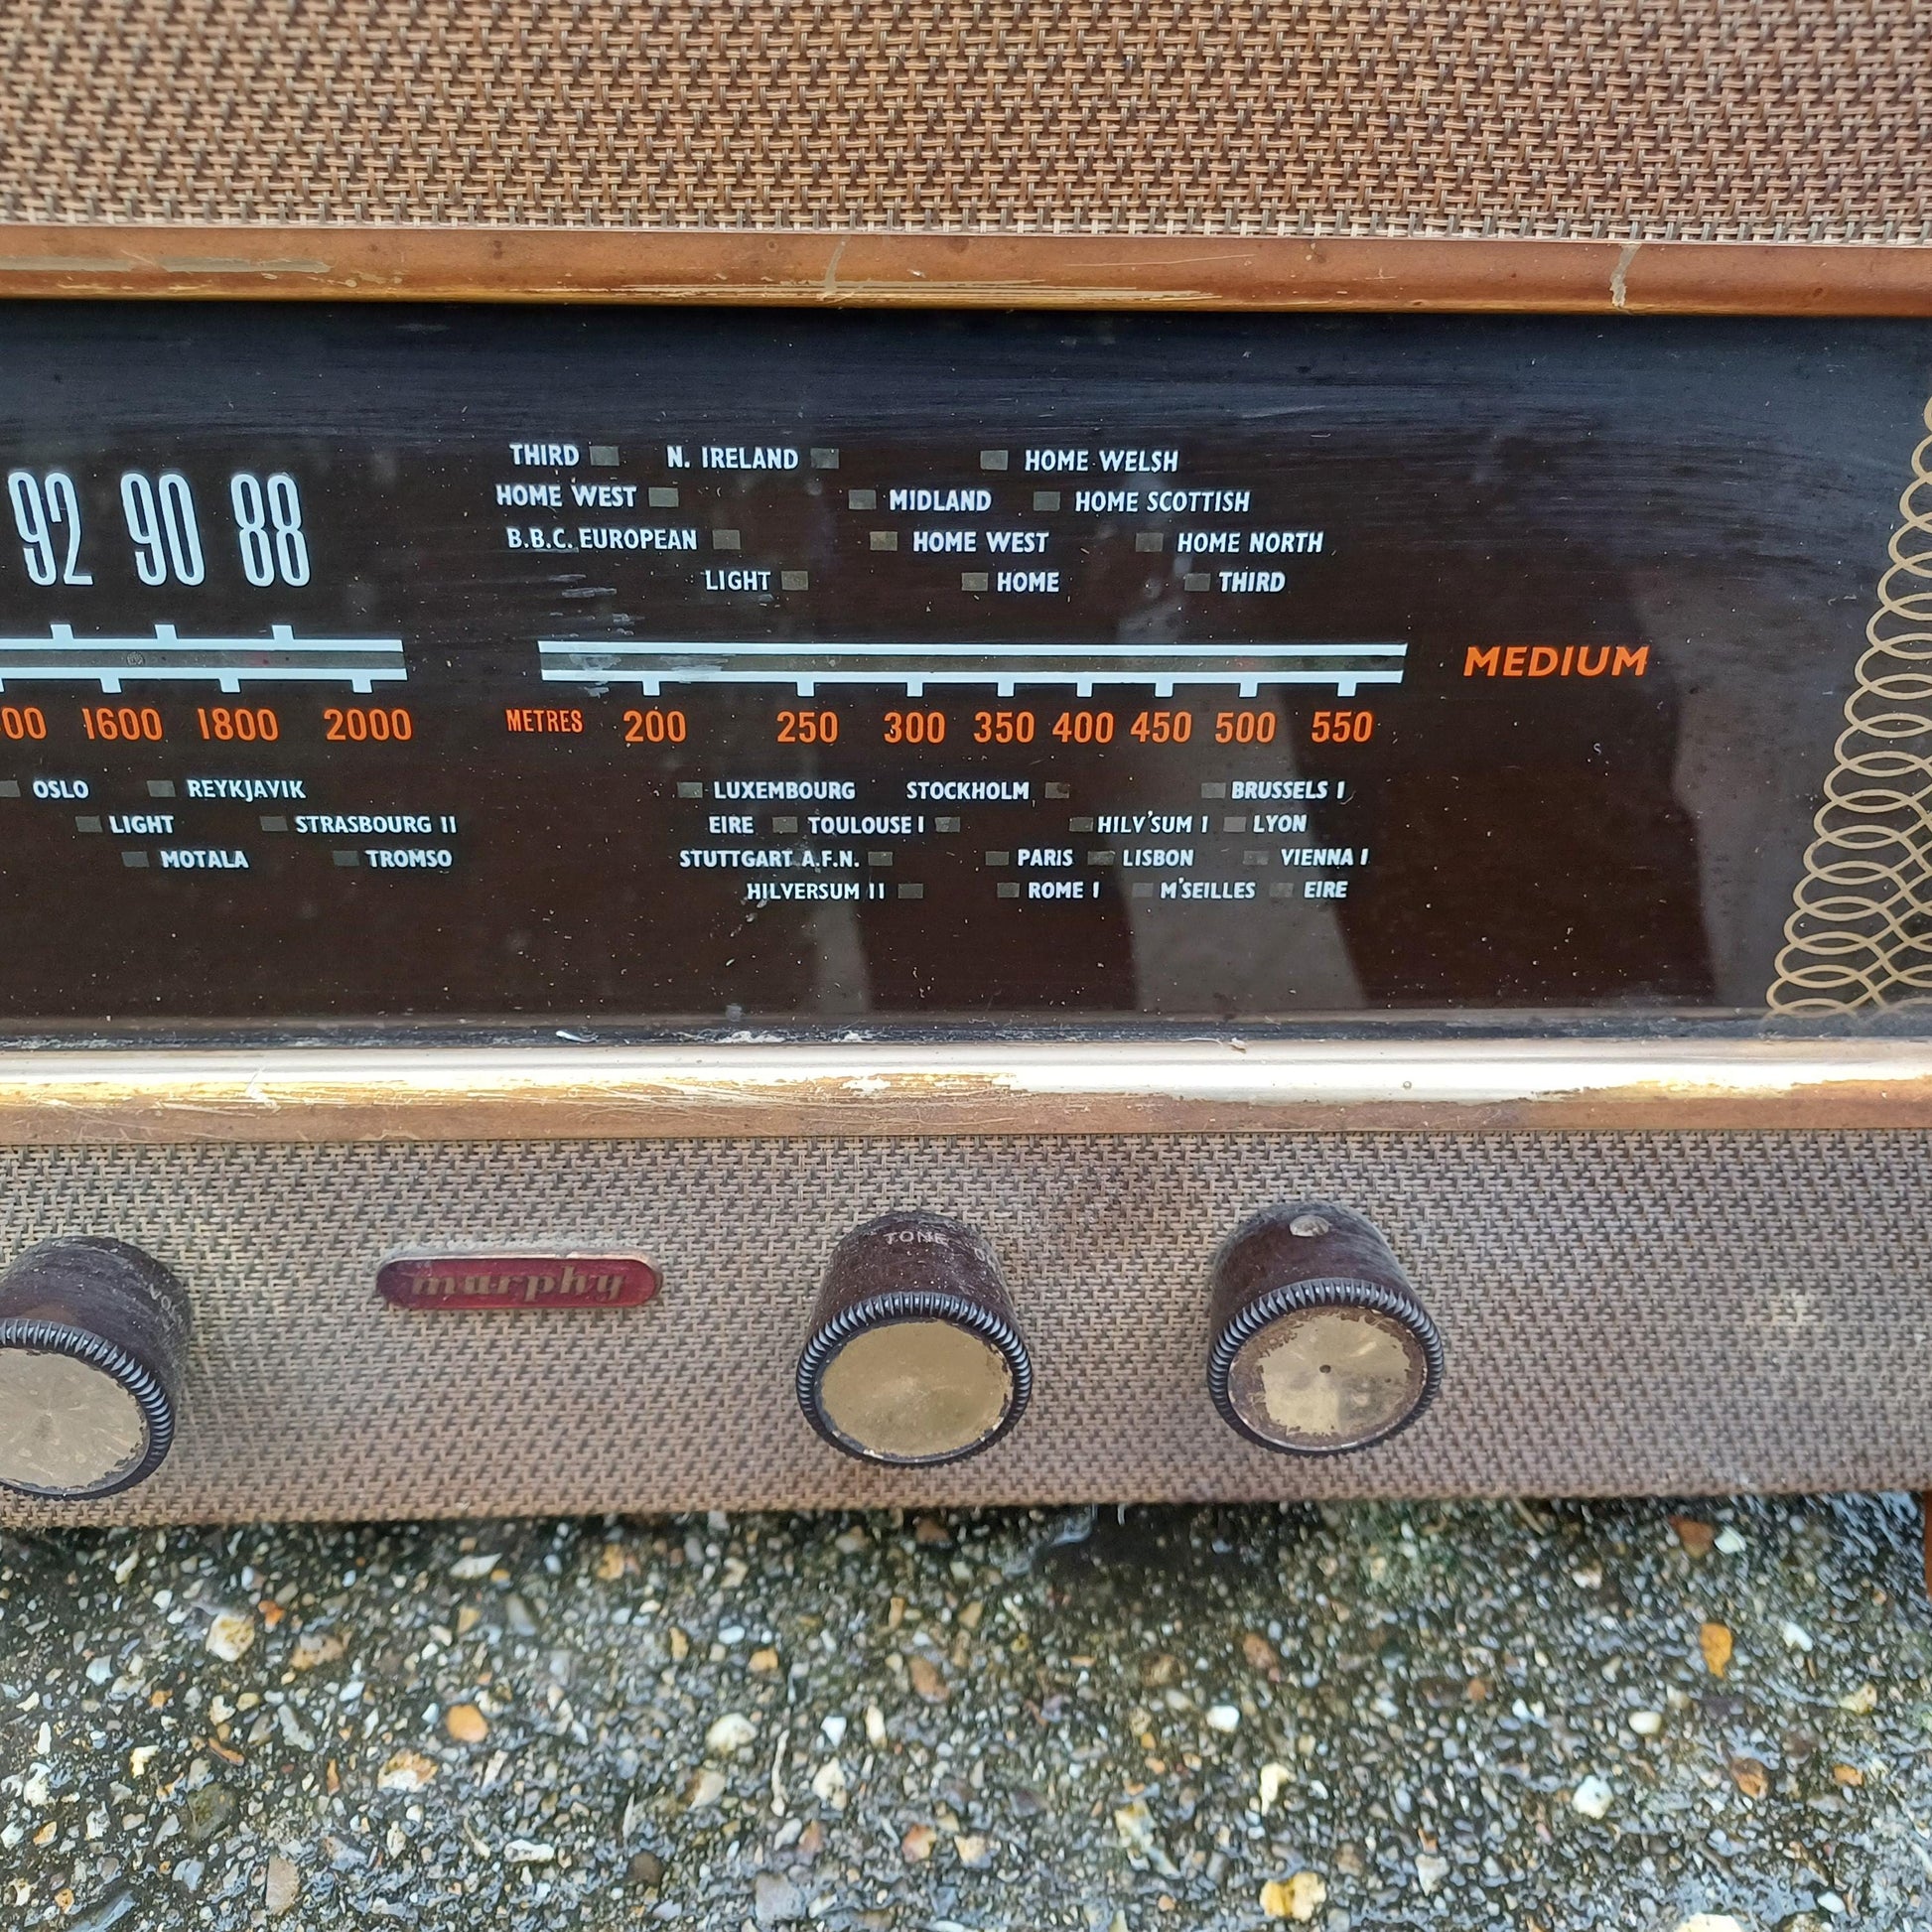 THIRD N. IRELAND HOME WELSH
HOME WEST MIDLAND HOME SCOTTISH
92 90 88
B.B.C. EUROPEAN HOME WEST HOME NORTH
LIGHT HOME THIRD
MEDIUM
00 1600 1800 2000 METRES 200 250 300 350 400 450 500 550
OSLO REYKJAVIK LUXEMBOURG STOCKHOLM BRUSSELS I
LIGHT STRASBOURG II EIRE TOULOUSE I HILV'SUM I LYON
MOTALA TROMSO STUTTGART A.F.N. PARIS LISBON VIENNA I
HILVERSUM II ROME I M'SEILLES EIRE
TONE
murphy